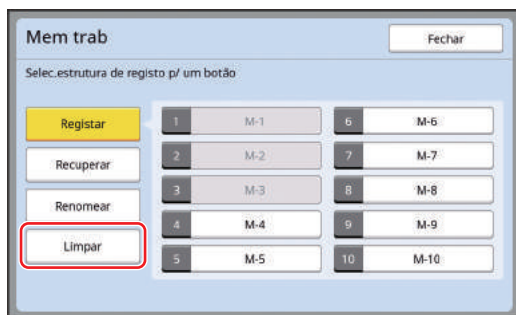 Mem trab
Fechar
Selec.estrutura de registo p/ um botão
Registar
Recuperar
Renomear
Limpar
1 M-1
2 M-2
3 M-3
4 M-4
5 M-5
6 M-6
7 M-7
8 M-8
9 M-9
10 M-10